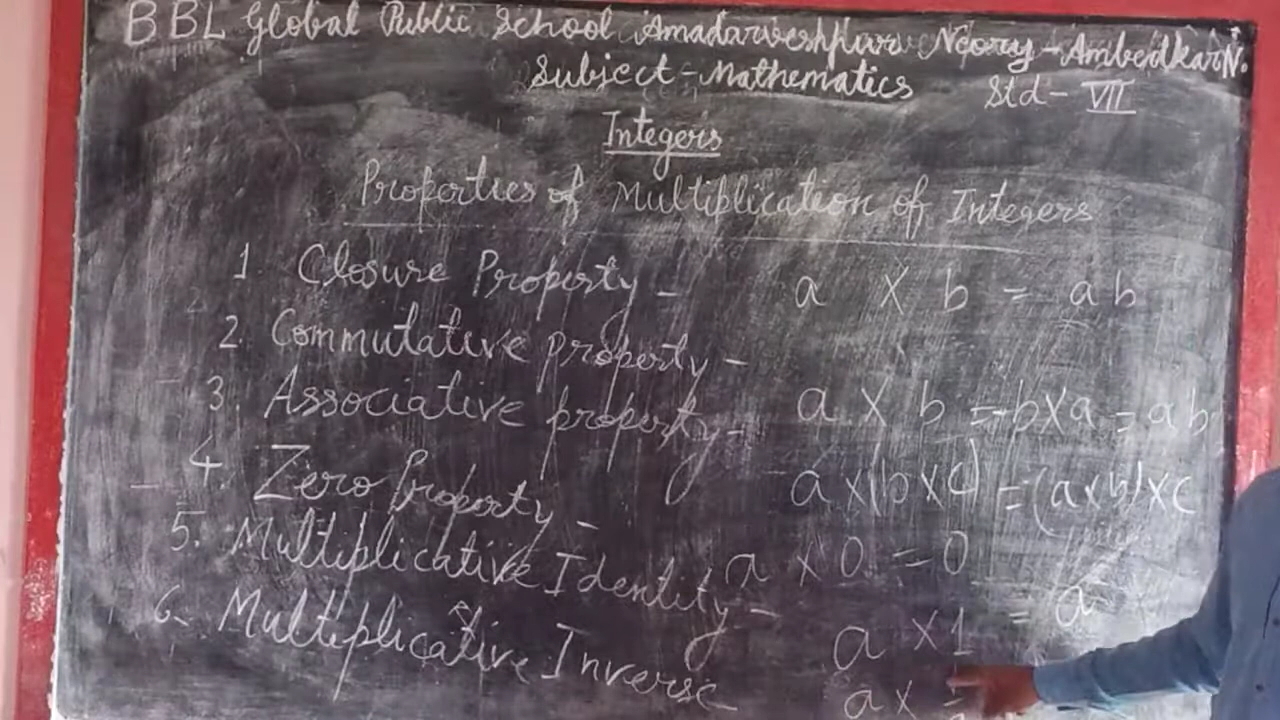 BBL Global Public School Amadarveshpur Neory - Ambedkar N.
Subject - Mathematics Std - VII
Integers
Properties of Multiplication of Integers
1. Closure Property - a × b = ab
2. Commutative property -
3. Associative property - a × b = b×a = ab
4. Zero Property - a×(b×c) = (a×b)×c
5. Multiplicative Identity - a × 0 = 0
6. Multiplicative Inverse a × 1 = a
a ×